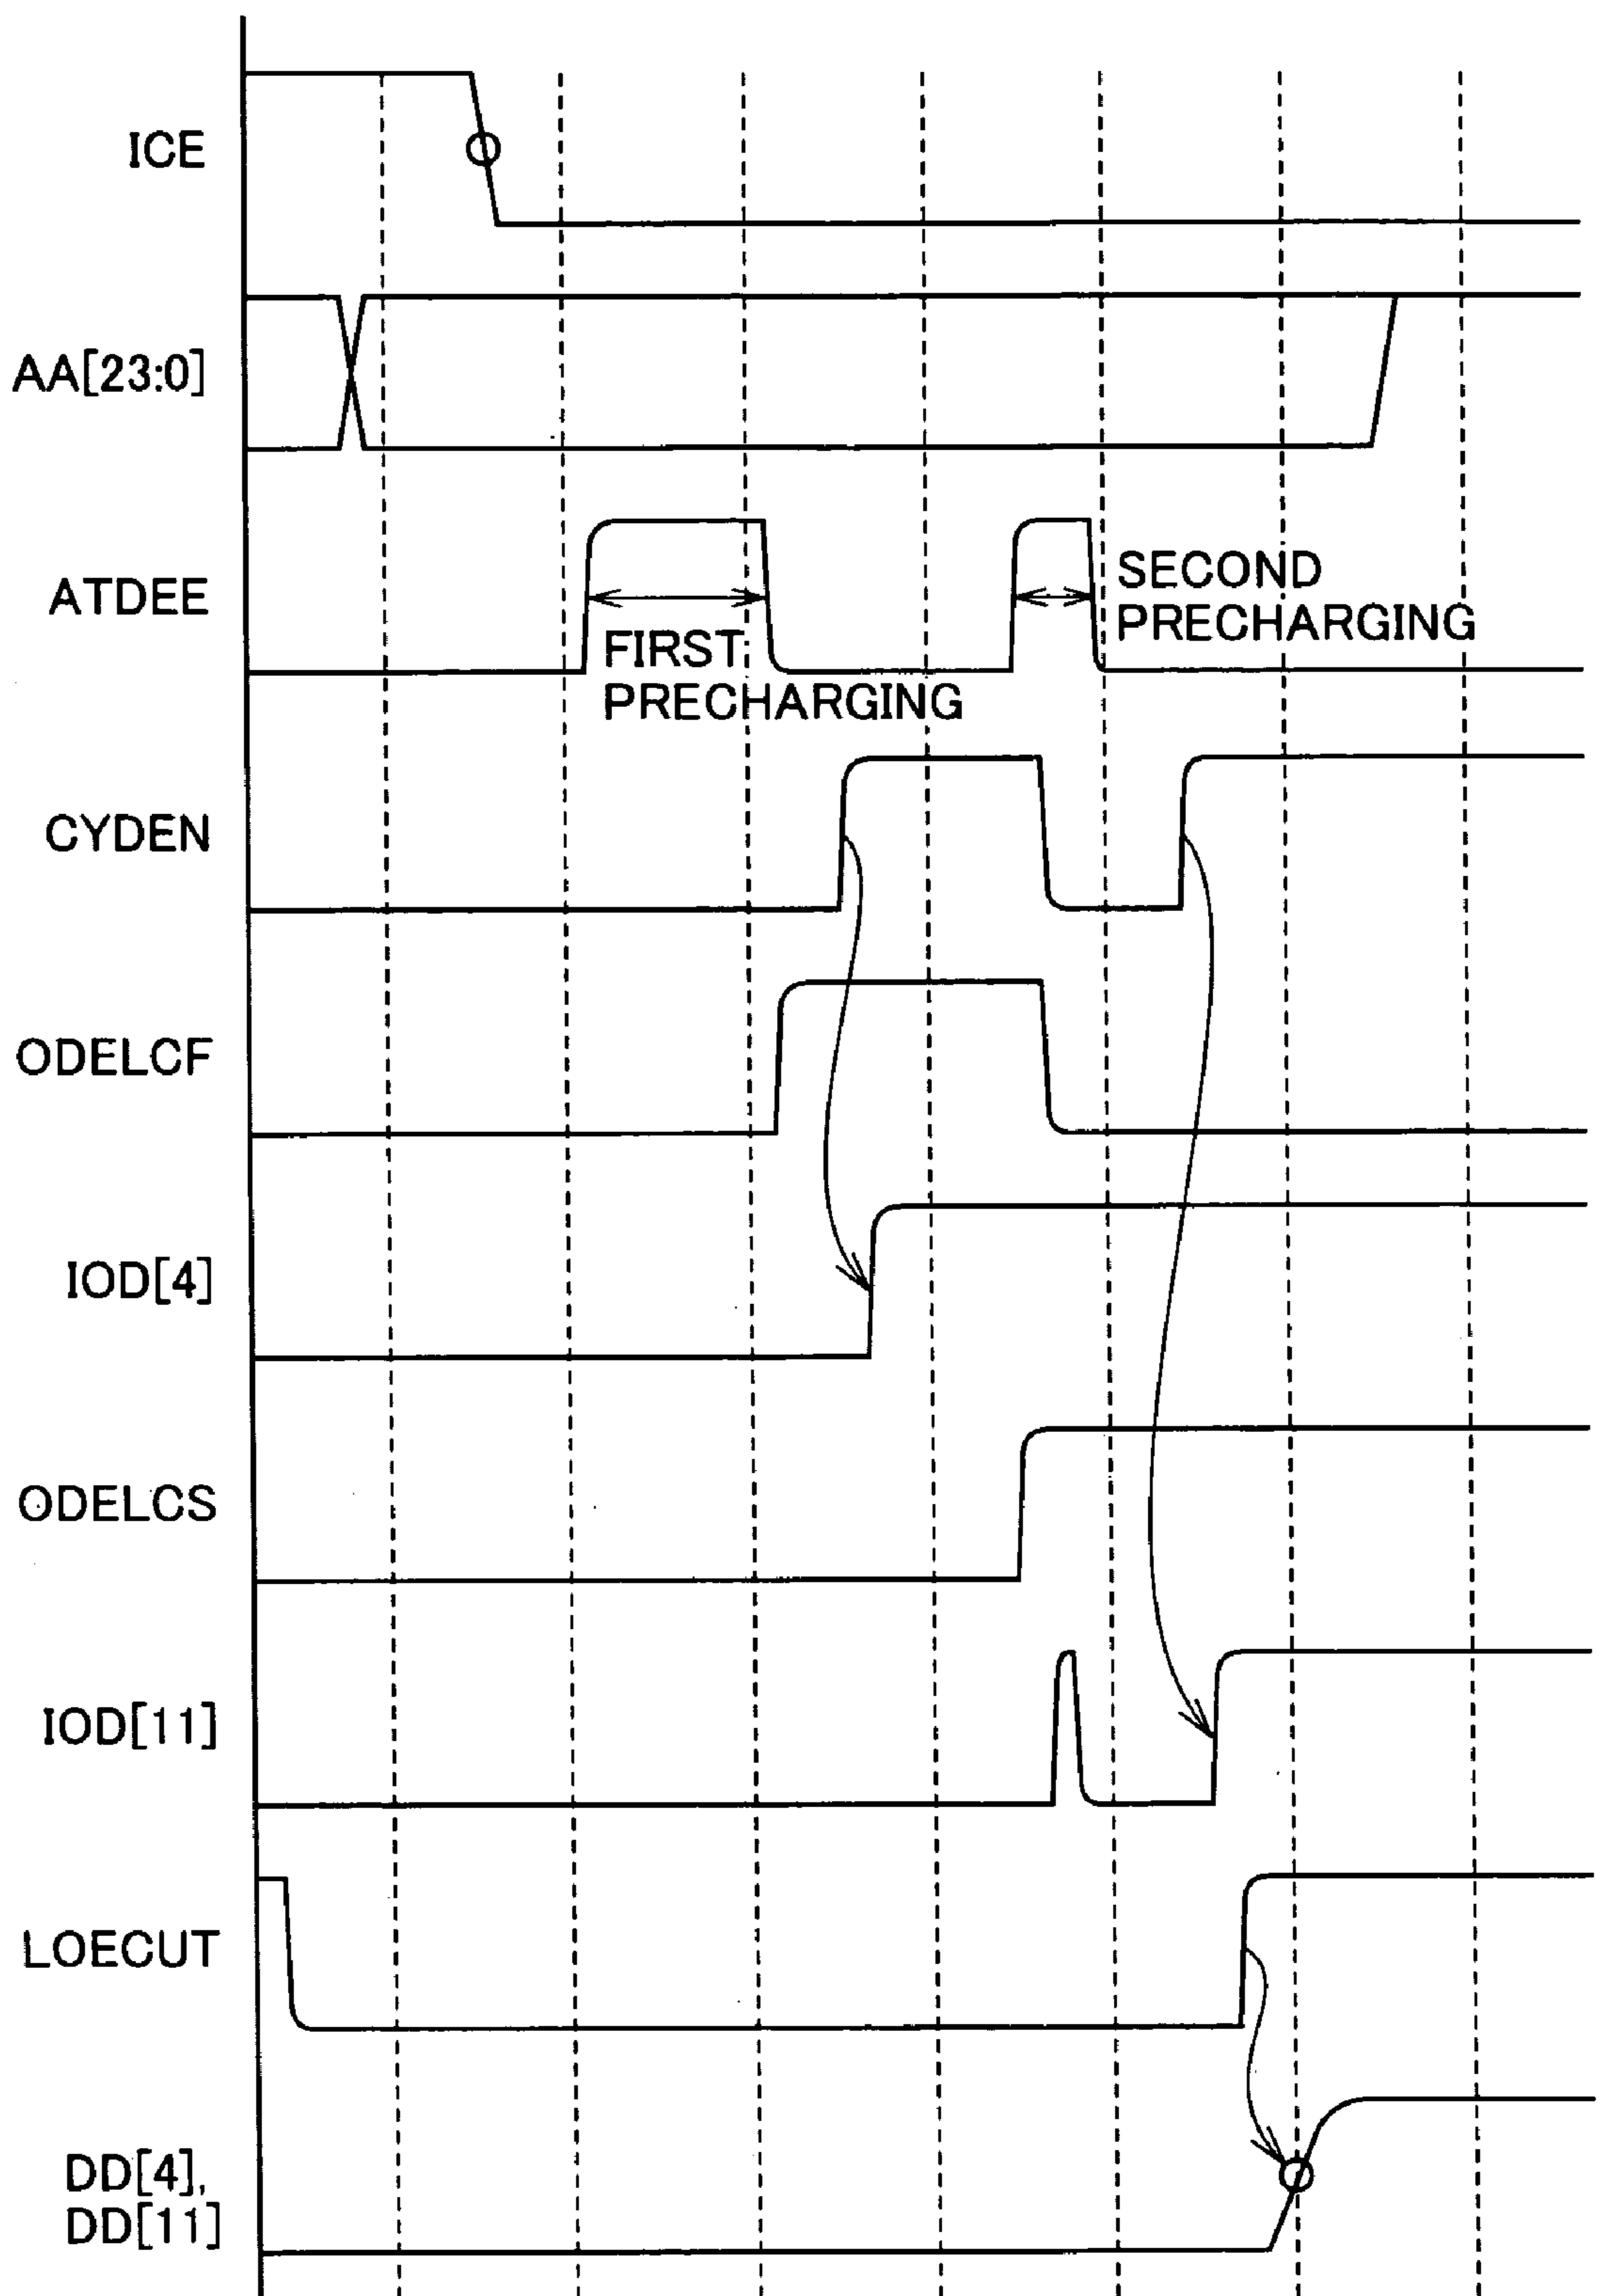 ICE
AA[23:0]
ATDEE
FIRST
PRECHARGING
SECOND
PRECHARGING
CYDEN
ODELCF
IOD[4]
ODELCS
IOD[11]
LOECUT
DD[4],
DD[11]